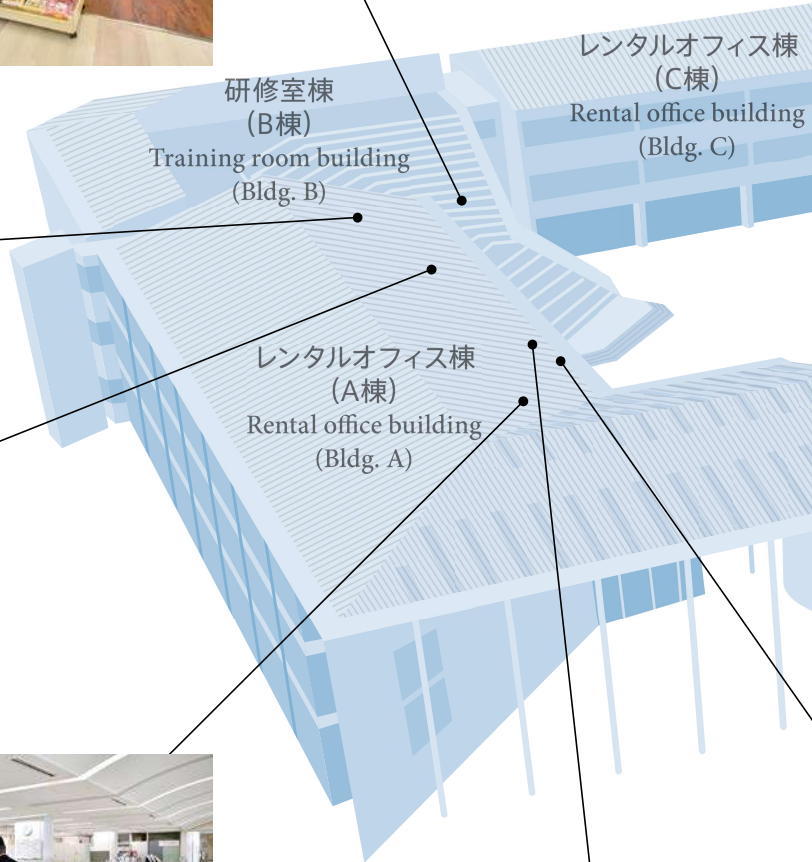 研修室棟
(B棟)
Training room building
(Bldg. B)
レンタルオフィス棟
(C棟)
Rental office building
(Bldg. C)
レンタルオフィス棟
(A棟)
Rental office building
(Bldg. A)